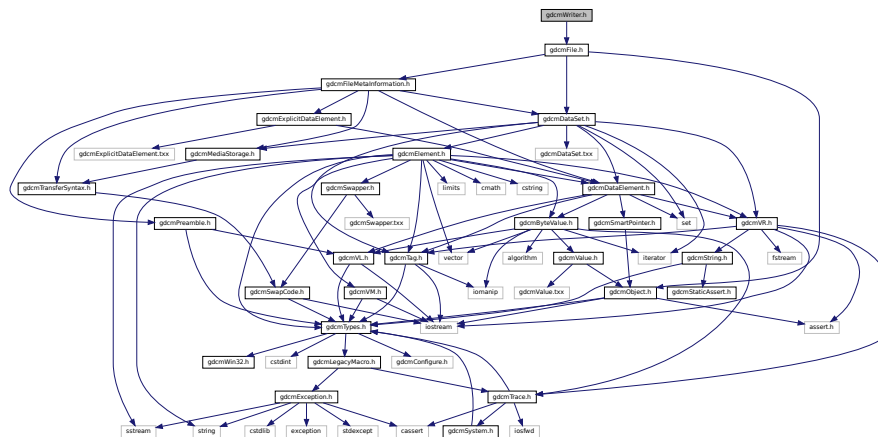 gdcmWriter.h
gdcmFile.h
gdcmFileMetaInformation.h
gdcmExplicitDataElement.h
gdcmDataSet.h
gdcmExplicitDataElement.txx
gdcmMediaStorage.h
gdcmElement.h
gdcmDataSet.txx
gdcmTransferSyntax.h
gdcmSwapper.h
limits
cmath
cstring
gdcmDataElement.h
gdcmPreamble.h
gdcmSwapper.txx
gdcmByteValue.h
gdcmSmartPointer.h
set
gdcmVR.h
gdcmVL.h
gdcmTag.h
vector
algorithm
gdcmValue.h
iterator
gdcmString.h
fstream
gdcmSwapCode.h
gdcmVM.h
iomanip
gdcmValue.txx
gdcmObject.h
gdcmStaticAssert.h
gdcmTypes.h
iostream
assert.h
gdcmWin32.h
cstdint
gdcmLegacyMacro.h
gdcmConfigure.h
gdcmException.h
gdcmTrace.h
sstream
string
cstdlib
exception
stdexcept
cassert
gdcmSystem.h
iosfwd